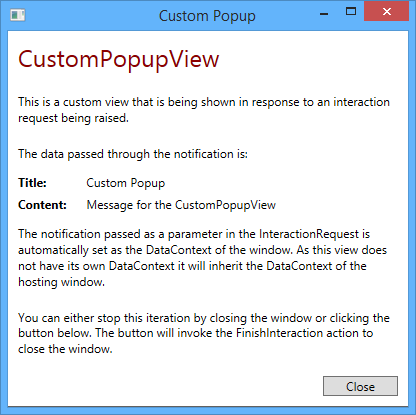 Custom Popup
CustomPopupView
This is a custom view that is being shown in response to an interaction
request being raised.
The data passed through the notification is:
Title: Custom Popup
Content: Message for the CustomPopupView
The notification passed as a parameter in the InteractionRequest is
automatically set as the DataContext of the window. As this view does
not have its own DataContext it will inherit the DataContext of the
hosting window.
You can either stop this iteration by closing the window or clicking the
button below. The button will invoke the FinishInteraction action to
close the window.
Close